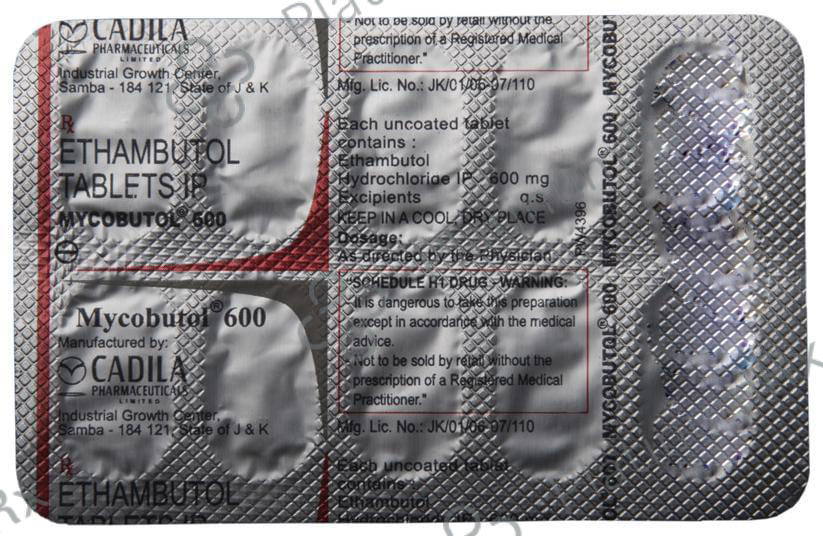 CADILA
PHARMACEUTICALS
LIMITED
Industrial Growth Center,
Samba - 184 121, State of J & K
Rx
ETHAMBUTOL
TABLETS IP
MYCOBUTOL® 600
Mycobutol® 600
Manufactured by:
CADILA
PHARMACEUTICALS
LIMITED
Industrial Growth Center,
Samba - 184 121, State of J & K
Rx
ETHAMBUTOL
TABLETS IP
- Not to be sold by retail without the
prescription of a Registered Medical
Practitioner."
Mfg. Lic. No.: JK/01/06-07/110
Each uncoated tablet
contains :
Ethambutol
Hydrochloride IP 600 mg
Excipients q.s
KEEP IN A COOL, DRY PLACE
Dosage:
As directed by the Physician.
"SCHEDULE H1 DRUG - WARNING:
- It is dangerous to take this preparation
except in accordance with the medical
advice.
- Not to be sold by retail without the
prescription of a Registered Medical
Practitioner."
Mfg. Lic. No.: JK/01/06-07/110
Each uncoated tablet
contains :
Ethambutol
Hydrochloride IP 600 mg
MYCOBUTOL® 600 MYCOBUTOL® 600 MYCOBU